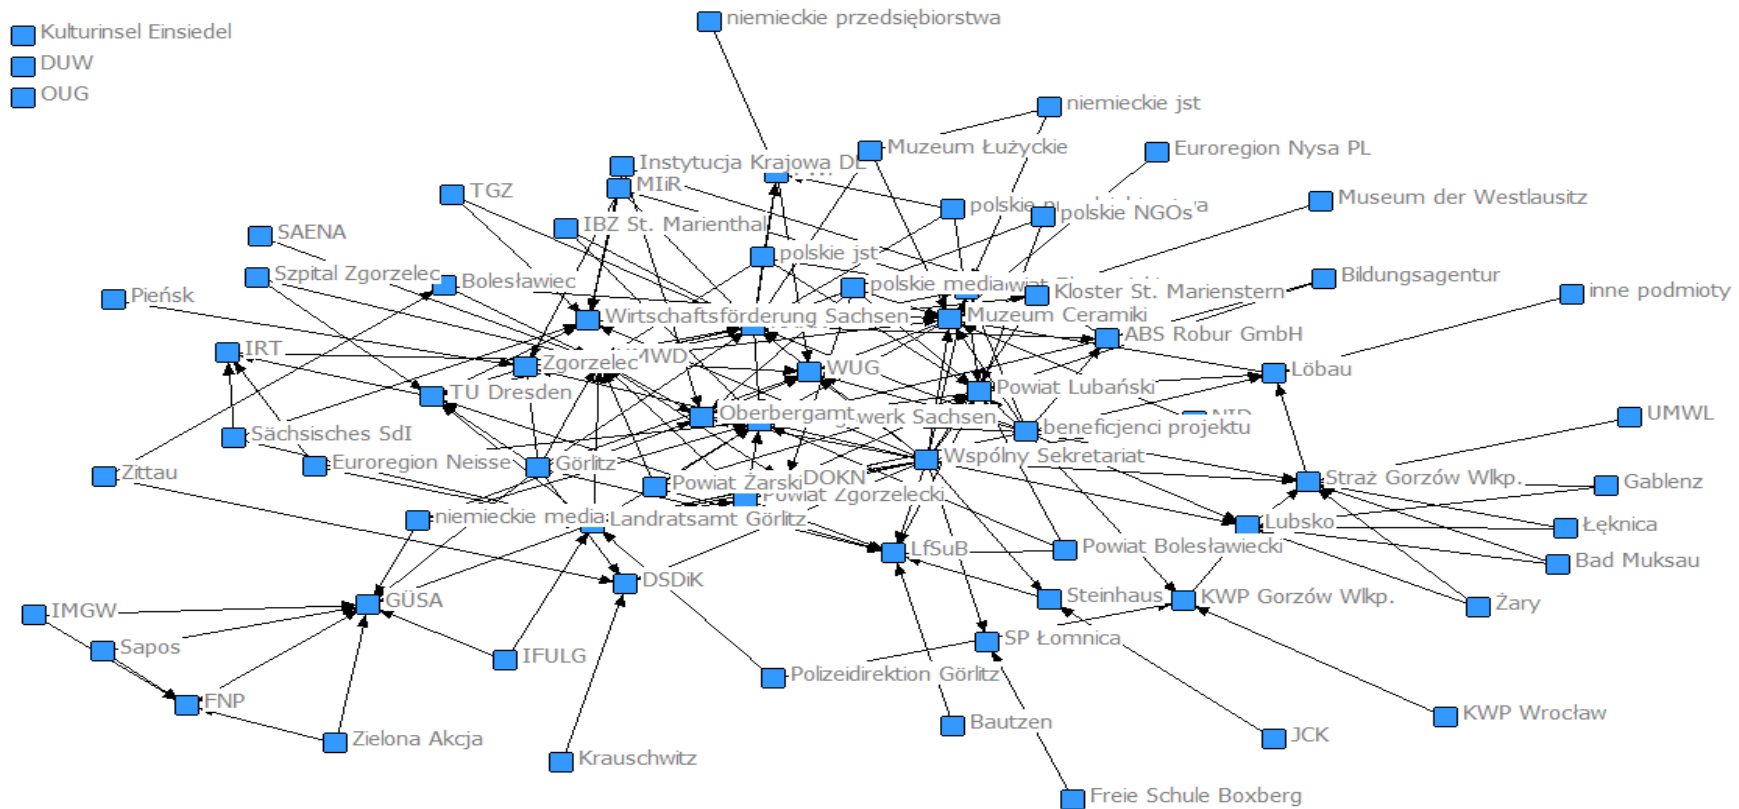 niemieckie przedsiębiorstwa
Kulturinsel Einsiedel
DUW
OUG
niemieckie jst
Muzeum Łużyckie
Euroregion Nysa PL
Instytucja Krajowa DE
MIiR
TGZ
Museum der Westlausitz
polskie
polskie NGOs
IBZ St. Marienthal
SAENA
polskie jst
Szpital Zgorzelec
Bolesławiec
Bildungsagentur
polskie media
Kloster St. Marienstern
inne podmioty
Pieńsk
Wirtschaftsförderung Sachsen
Muzeum Ceramiki
ABS Robur GmbH
IRT
Zgorzelec
MWD
WUG
Löbau
TU Dresden
Powiat Lubański
Oberbergamt
werk Sachsen
NID
UMWL
beneficjenci projektu
Sächsisches SdI
Wspólny Sekretariat
Euroregion Neisse
Görlitz
Zittau
Powiat Żarski
DOKN
Straż Gorzów Wlkp.
Gablenz
Powiat Zgorzelecki
niemieckie media
Landratsamt Görlitz
Lubsko
Łęknica
LfSuB
Powiat Bolesławiecki
Bad Muksau
DSDiK
GÜSA
Steinhaus
KWP Gorzów Wlkp.
Żary
IMGW
SP Łomnica
Sapos
IFULG
Polizeidirektion Görlitz
FNP
KWP Wrocław
Bautzen
Zielona Akcja
JCK
Krauschwitz
Freie Schule Boxberg